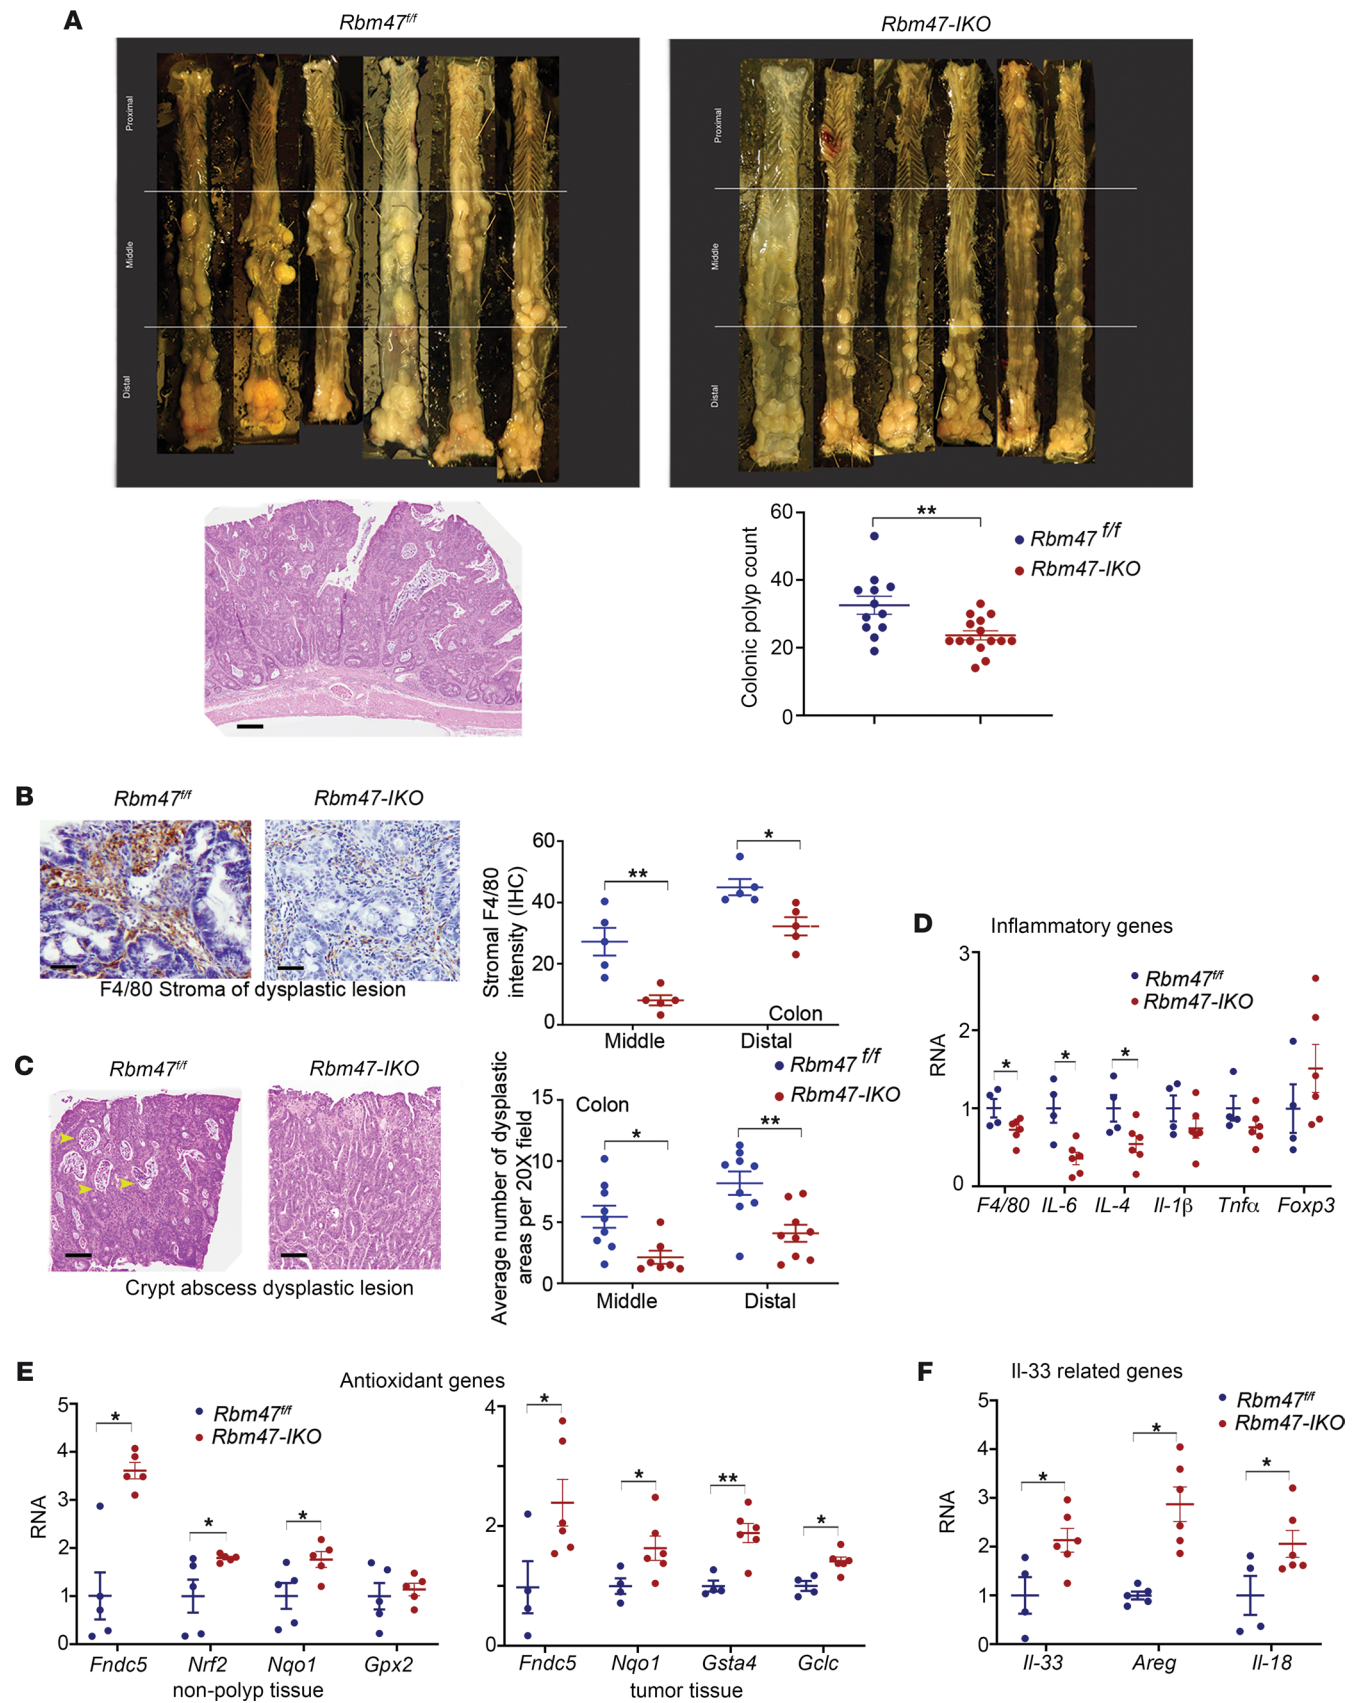 A
Rbm47f/f
Rbm47-IKO
Proximal
Middle
Distal
Proximal
Middle
Distal
Colonic polyp count
60
40
20
0
**
Rbm47 f/f
Rbm47-IKO
B
Rbm47f/f
Rbm47-IKO
F4/80 Stroma of dysplastic lesion
Stromal F4/80
intensity (IHC)
60
40
20
0
**
*
Colon
Middle
Distal
C
Rbm47f/f
Rbm47-IKO
Crypt abscess dysplastic lesion
Average number of dysplastic
areas per 20X field
15
10
5
0
Colon
*
**
Rbm47 f/f
Rbm47-IKO
Middle
Distal
D
Inflammatory genes
RNA
3
2
1
0
Rbm47f/f
Rbm47-IKO
*
*
*
F4/80
IL-6
IL-4
Il-1β
Tnfα
Foxp3
E
Antioxidant genes
RNA
5
4
3
2
1
0
Rbm47f/f
Rbm47-IKO
*
*
*
Fndc5
Nrf2
Nqo1
Gpx2
non-polyp tissue
4
2
0
*
*
**
*
Fndc5
Nqo1
Gsta4
Gclc
tumor tissue
F
Il-33 related genes
RNA
5
4
3
2
1
0
Rbm47f/f
Rbm47-IKO
*
*
*
Il-33
Areg
Il-18